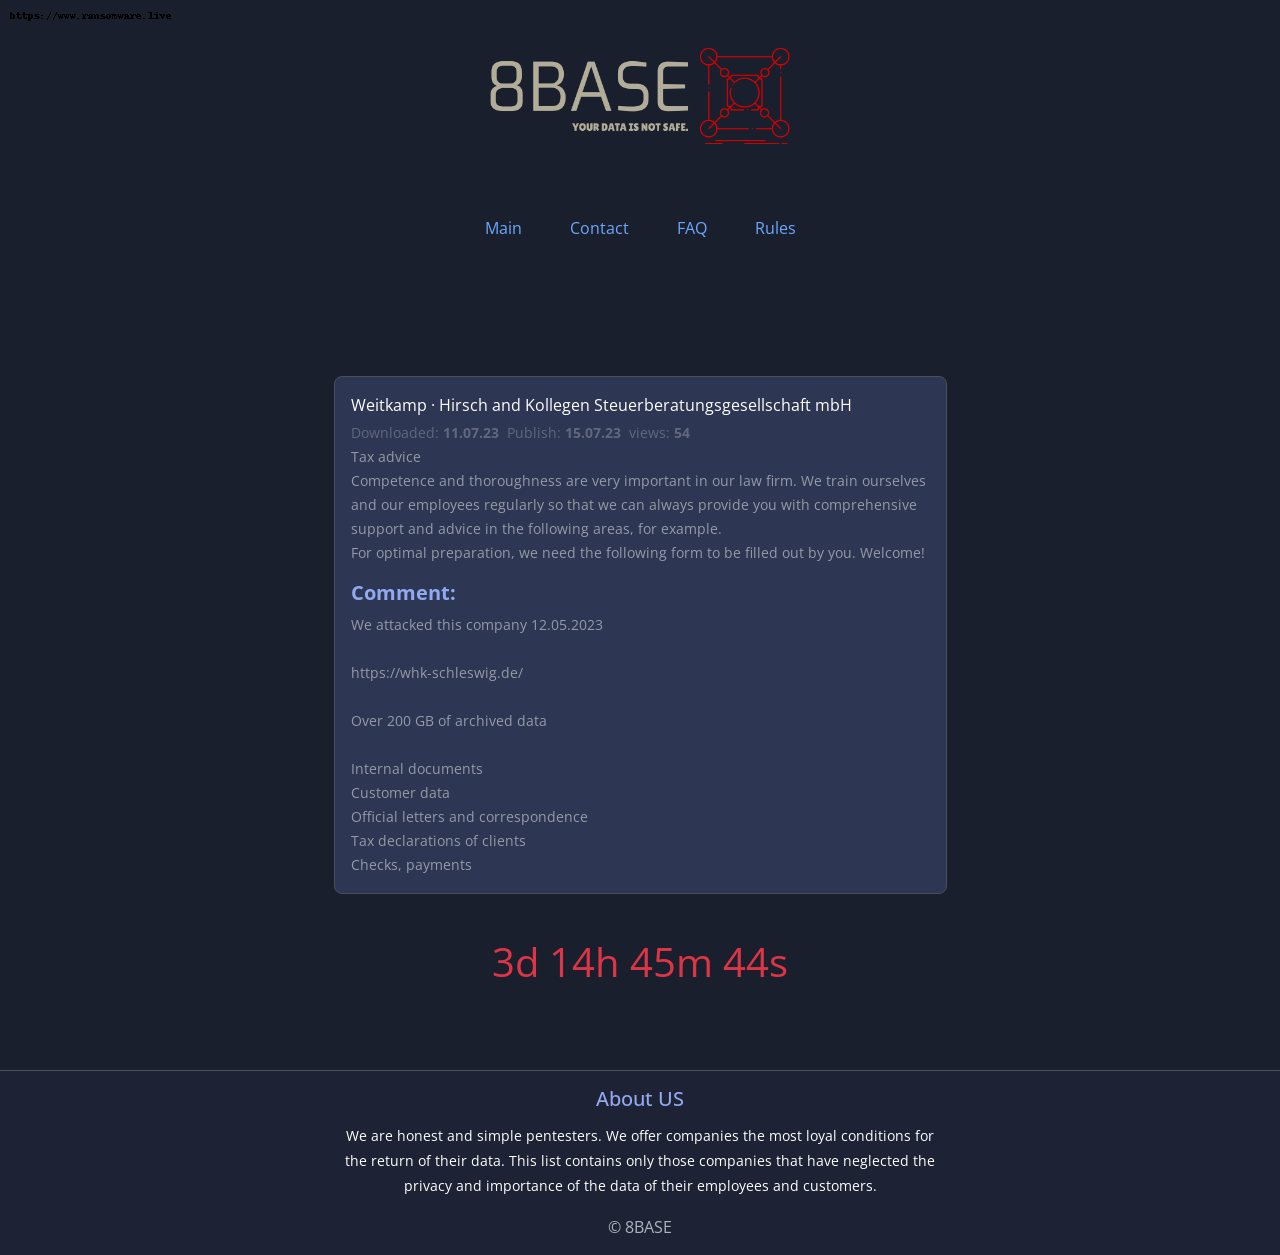 https://www.ransomware.live
8BASE
YOUR DATA IS NOT SAFE.
Main Contact FAQ Rules
Weitkamp · Hirsch and Kollegen Steuerberatungsgesellschaft mbH
Downloaded: 11.07.23 Publish: 15.07.23 views: 54
Tax advice
Competence and thoroughness are very important in our law firm. We train ourselves
and our employees regularly so that we can always provide you with comprehensive
support and advice in the following areas, for example.
For optimal preparation, we need the following form to be filled out by you. Welcome!
Comment:
We attacked this company 12.05.2023
https://whk-schleswig.de/
Over 200 GB of archived data
Internal documents
Customer data
Official letters and correspondence
Tax declarations of clients
Checks, payments
3d 14h 45m 44s
About US
We are honest and simple pentesters. We offer companies the most loyal conditions for
the return of their data. This list contains only those companies that have neglected the
privacy and importance of the data of their employees and customers.
© 8BASE